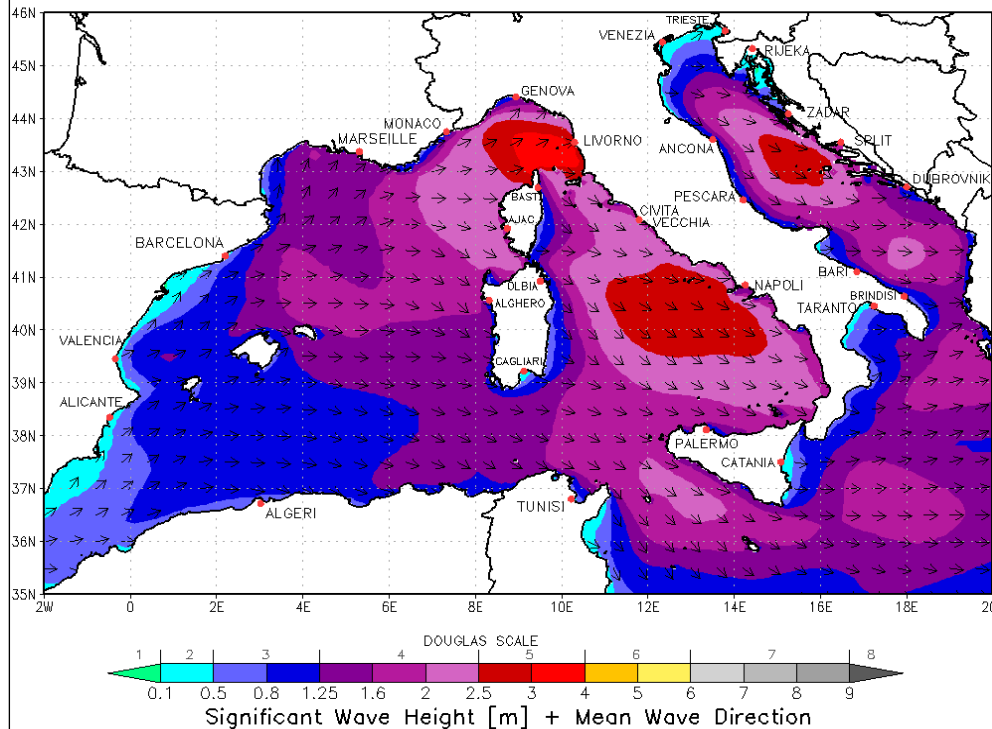 46N
TRIESTE
VENEZIA
45N
RIJEKA
GENOVA
44N
ZADAR
MONACO
MARSEILLE
LIVORNO
ANCONA
SPLIT
43N
DUBROVNIK
BAST
PESCARA
CIVITA
VECCHIA
42N
AJAC
BARCELONA
BARI
41N
OLBIA
NAPOLI
ALGHERO
BRINDISI
TARANTO
40N
VALENCIA
CAGLIARI
39N
ALICANTE
38N
PALERMO
CATANIA
37N
TUNISI
ALGERI
36N
35N
2W 0 2E 4E 6E 8E 10E 12E 14E 16E 18E 20
DOUGLAS SCALE
1 2 3 4 5 6 7 8
0.1 0.5 0.8 1.25 1.6 2 2.5 3 4 5 6 7 8 9
Significant Wave Height [m] + Mean Wave Direction